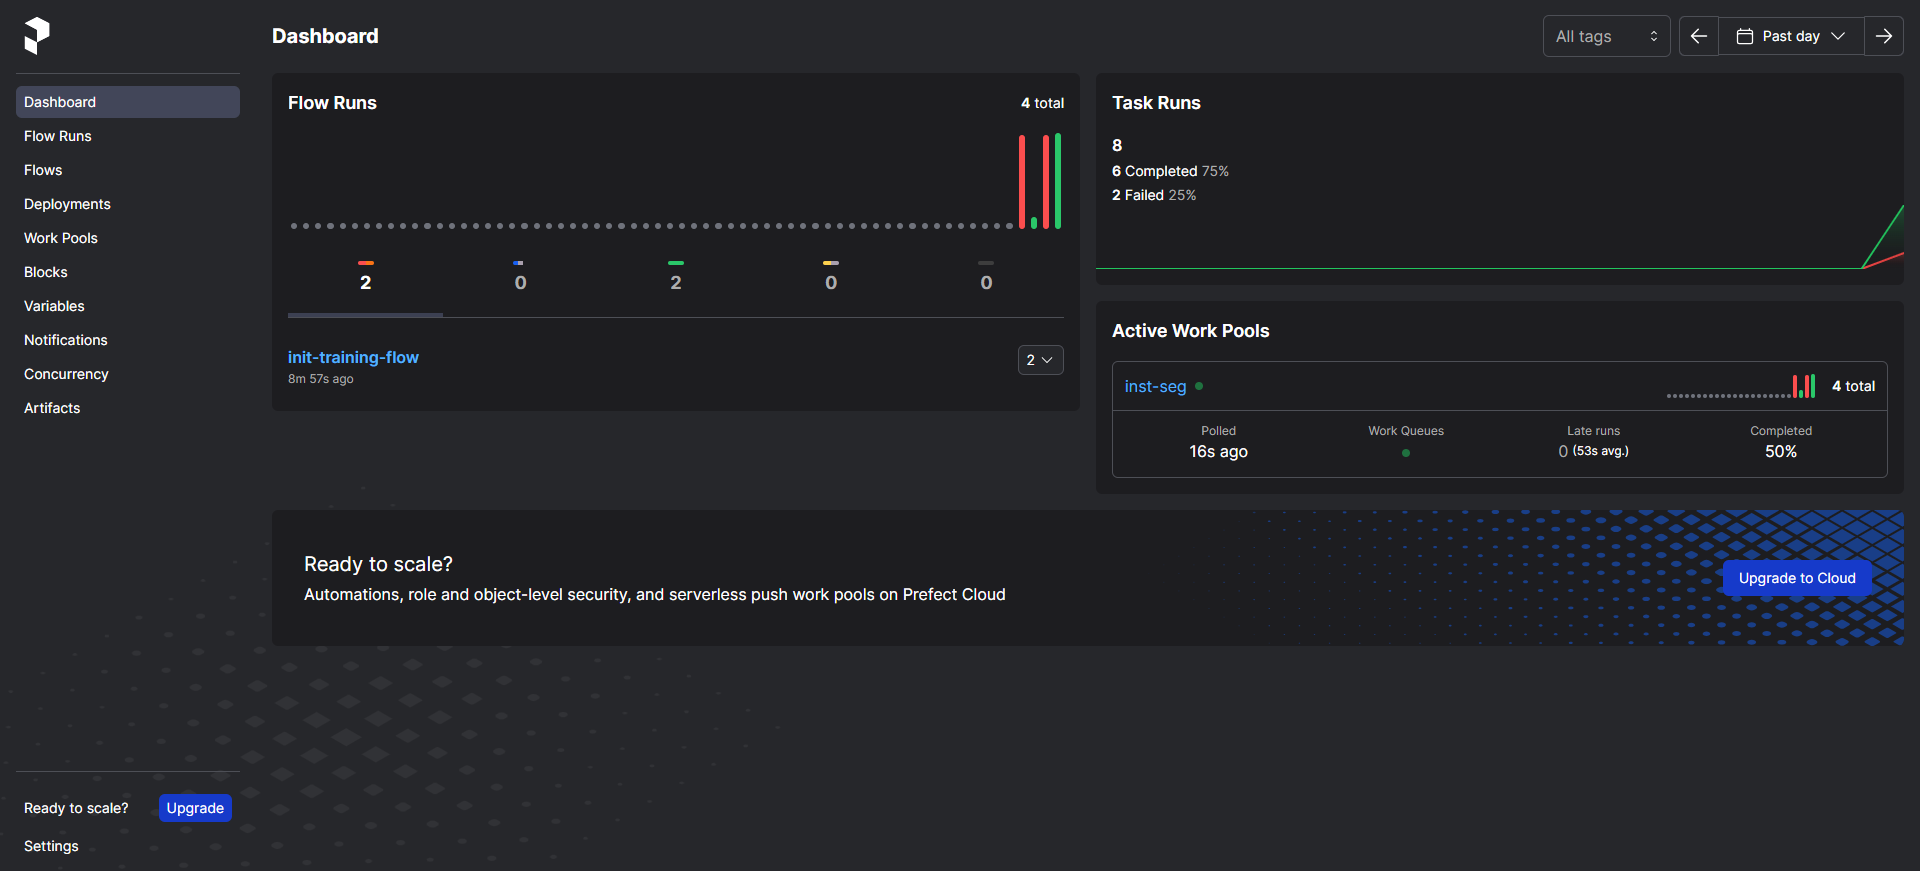 Dashboard
All tags
Past day
Dashboard
Flow Runs
Flows
Deployments
Work Pools
Blocks
Variables
Notifications
Concurrency
Artifacts
Ready to scale? Upgrade
Settings
Flow Runs 4 total
2 0 2 0 0
init-training-flow
8m 57s ago
2
Task Runs
8
6 Completed 75%
2 Failed 25%
Active Work Pools
inst-seg 4 total
Polled Work Queues Late runs Completed
16s ago 0 (53s avg.) 50%
Ready to scale?
Automations, role and object-level security, and serverless push work pools on Prefect Cloud
Upgrade to Cloud